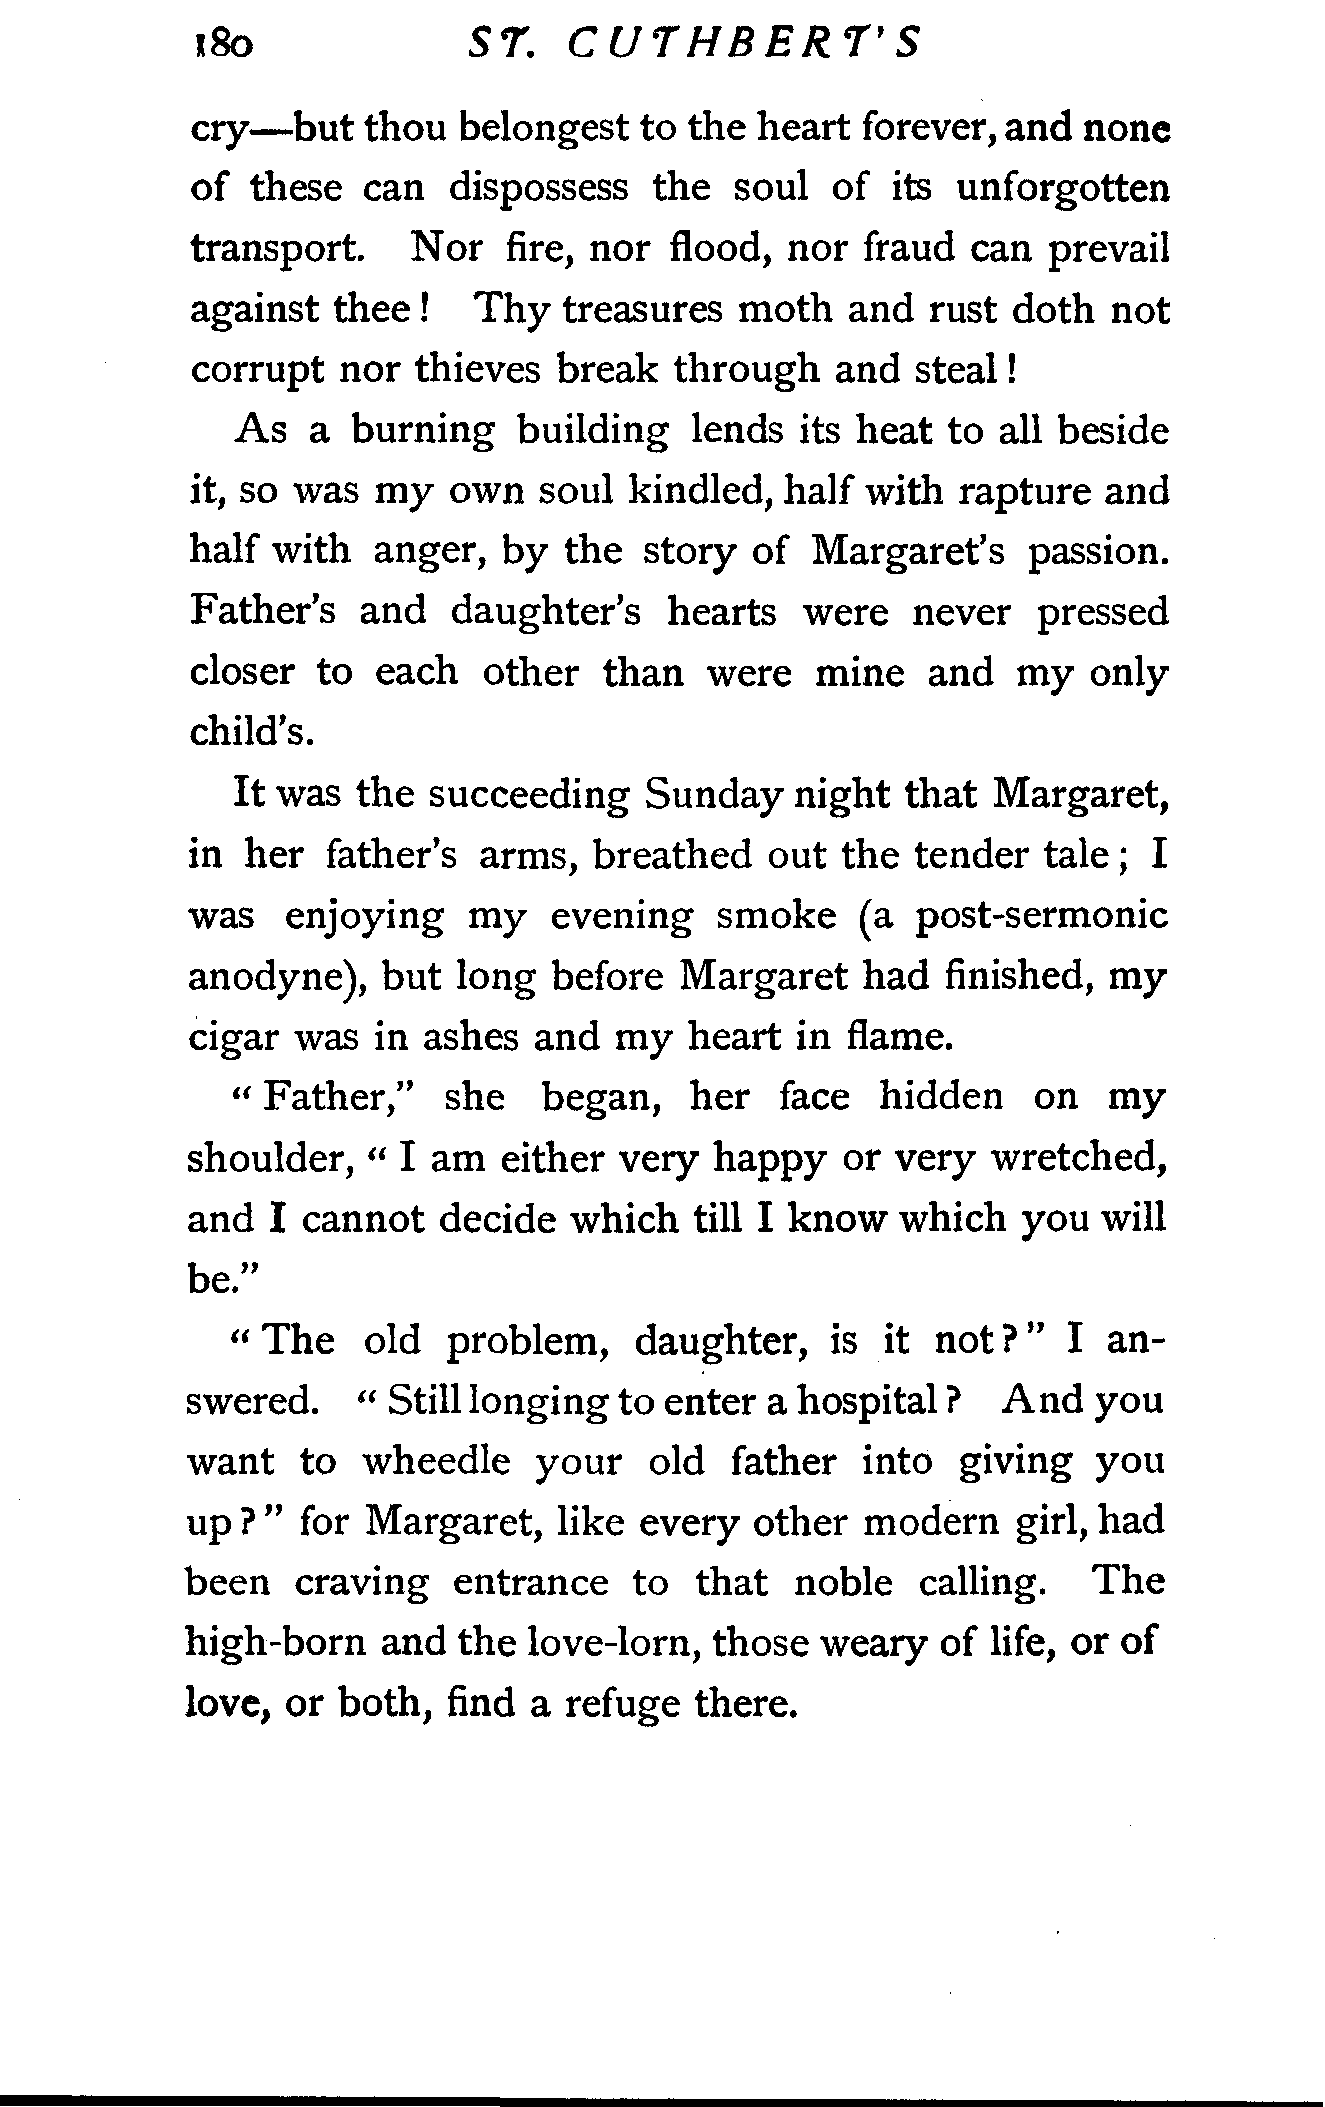 180 ST. CUTHBERT'S
cry—but thou belongest to the heart forever, and none
of these can dispossess the soul of its unforgotten
transport. Nor fire, nor flood, nor fraud can prevail
against thee! Thy treasures moth and rust doth not
corrupt nor thieves break through and steal!
As a burning building lends its heat to all beside
it, so was my own soul kindled, half with rapture and
half with anger, by the story of Margaret's passion.
Father's and daughter's hearts were never pressed
closer to each other than were mine and my only
child's.
It was the succeeding Sunday night that Margaret,
in her father's arms, breathed out the tender tale; I
was enjoying my evening smoke (a post-sermonic
anodyne), but long before Margaret had finished, my
cigar was in ashes and my heart in flame.
"Father," she began, her face hidden on my
shoulder, "I am either very happy or very wretched,
and I cannot decide which till I know which you will
be."
"The old problem, daughter, is it not?" I an-
swered. "Still longing to enter a hospital? And you
want to wheedle your old father into giving you
up?" for Margaret, like every other modern girl, had
been craving entrance to that noble calling. The
high-born and the love-lorn, those weary of life, or of
love, or both, find a refuge there.